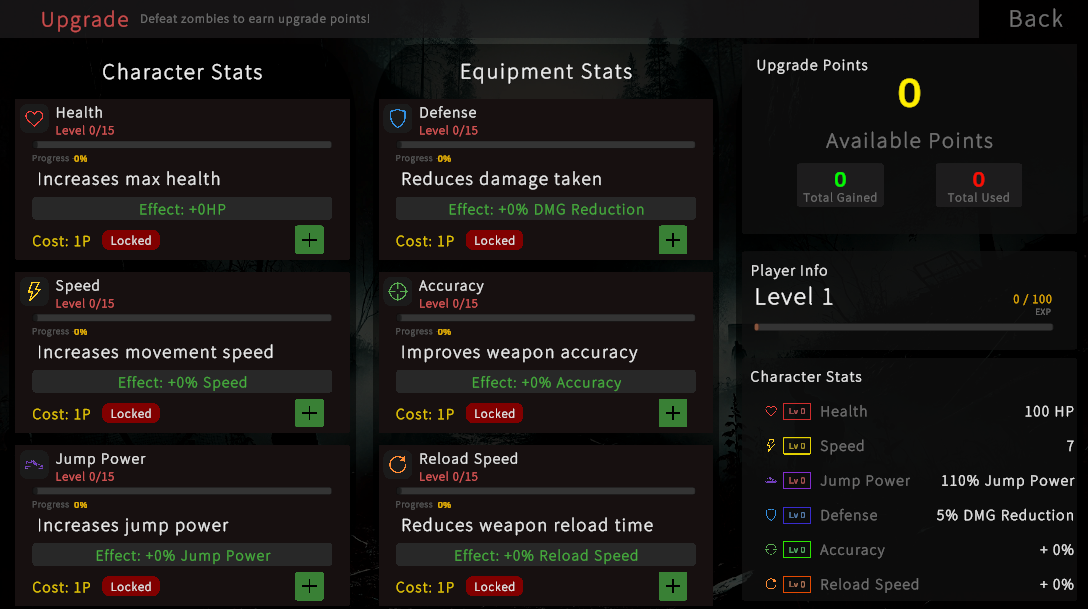 Upgrade Defeat zombies to earn upgrade points! Back
Character Stats
Health
Level 0/15
Progress 0%
Increases max health
Effect: +0HP
Cost: 1P Locked +
Speed
Level 0/15
Progress 0%
Increases movement speed
Effect: +0% Speed
Cost: 1P Locked +
Jump Power
Level 0/15
Progress 0%
Increases jump power
Effect: +0% Jump Power
Cost: 1P Locked +
Equipment Stats
Defense
Level 0/15
Progress 0%
Reduces damage taken
Effect: +0% DMG Reduction
Cost: 1P Locked +
Accuracy
Level 0/15
Progress 0%
Improves weapon accuracy
Effect: +0% Accuracy
Cost: 1P Locked +
Reload Speed
Level 0/15
Progress 0%
Reduces weapon reload time
Effect: +0% Reload Speed
Cost: 1P Locked +
Upgrade Points
0
Available Points
0
Total Gained
0
Total Used
Player Info
Level 1
0 / 100
EXP
Character Stats
Lv 0 Health 100 HP
Lv 0 Speed 7
Lv 0 Jump Power 110% Jump Power
Lv 0 Defense 5% DMG Reduction
Lv 0 Accuracy + 0%
Lv 0 Reload Speed + 0%